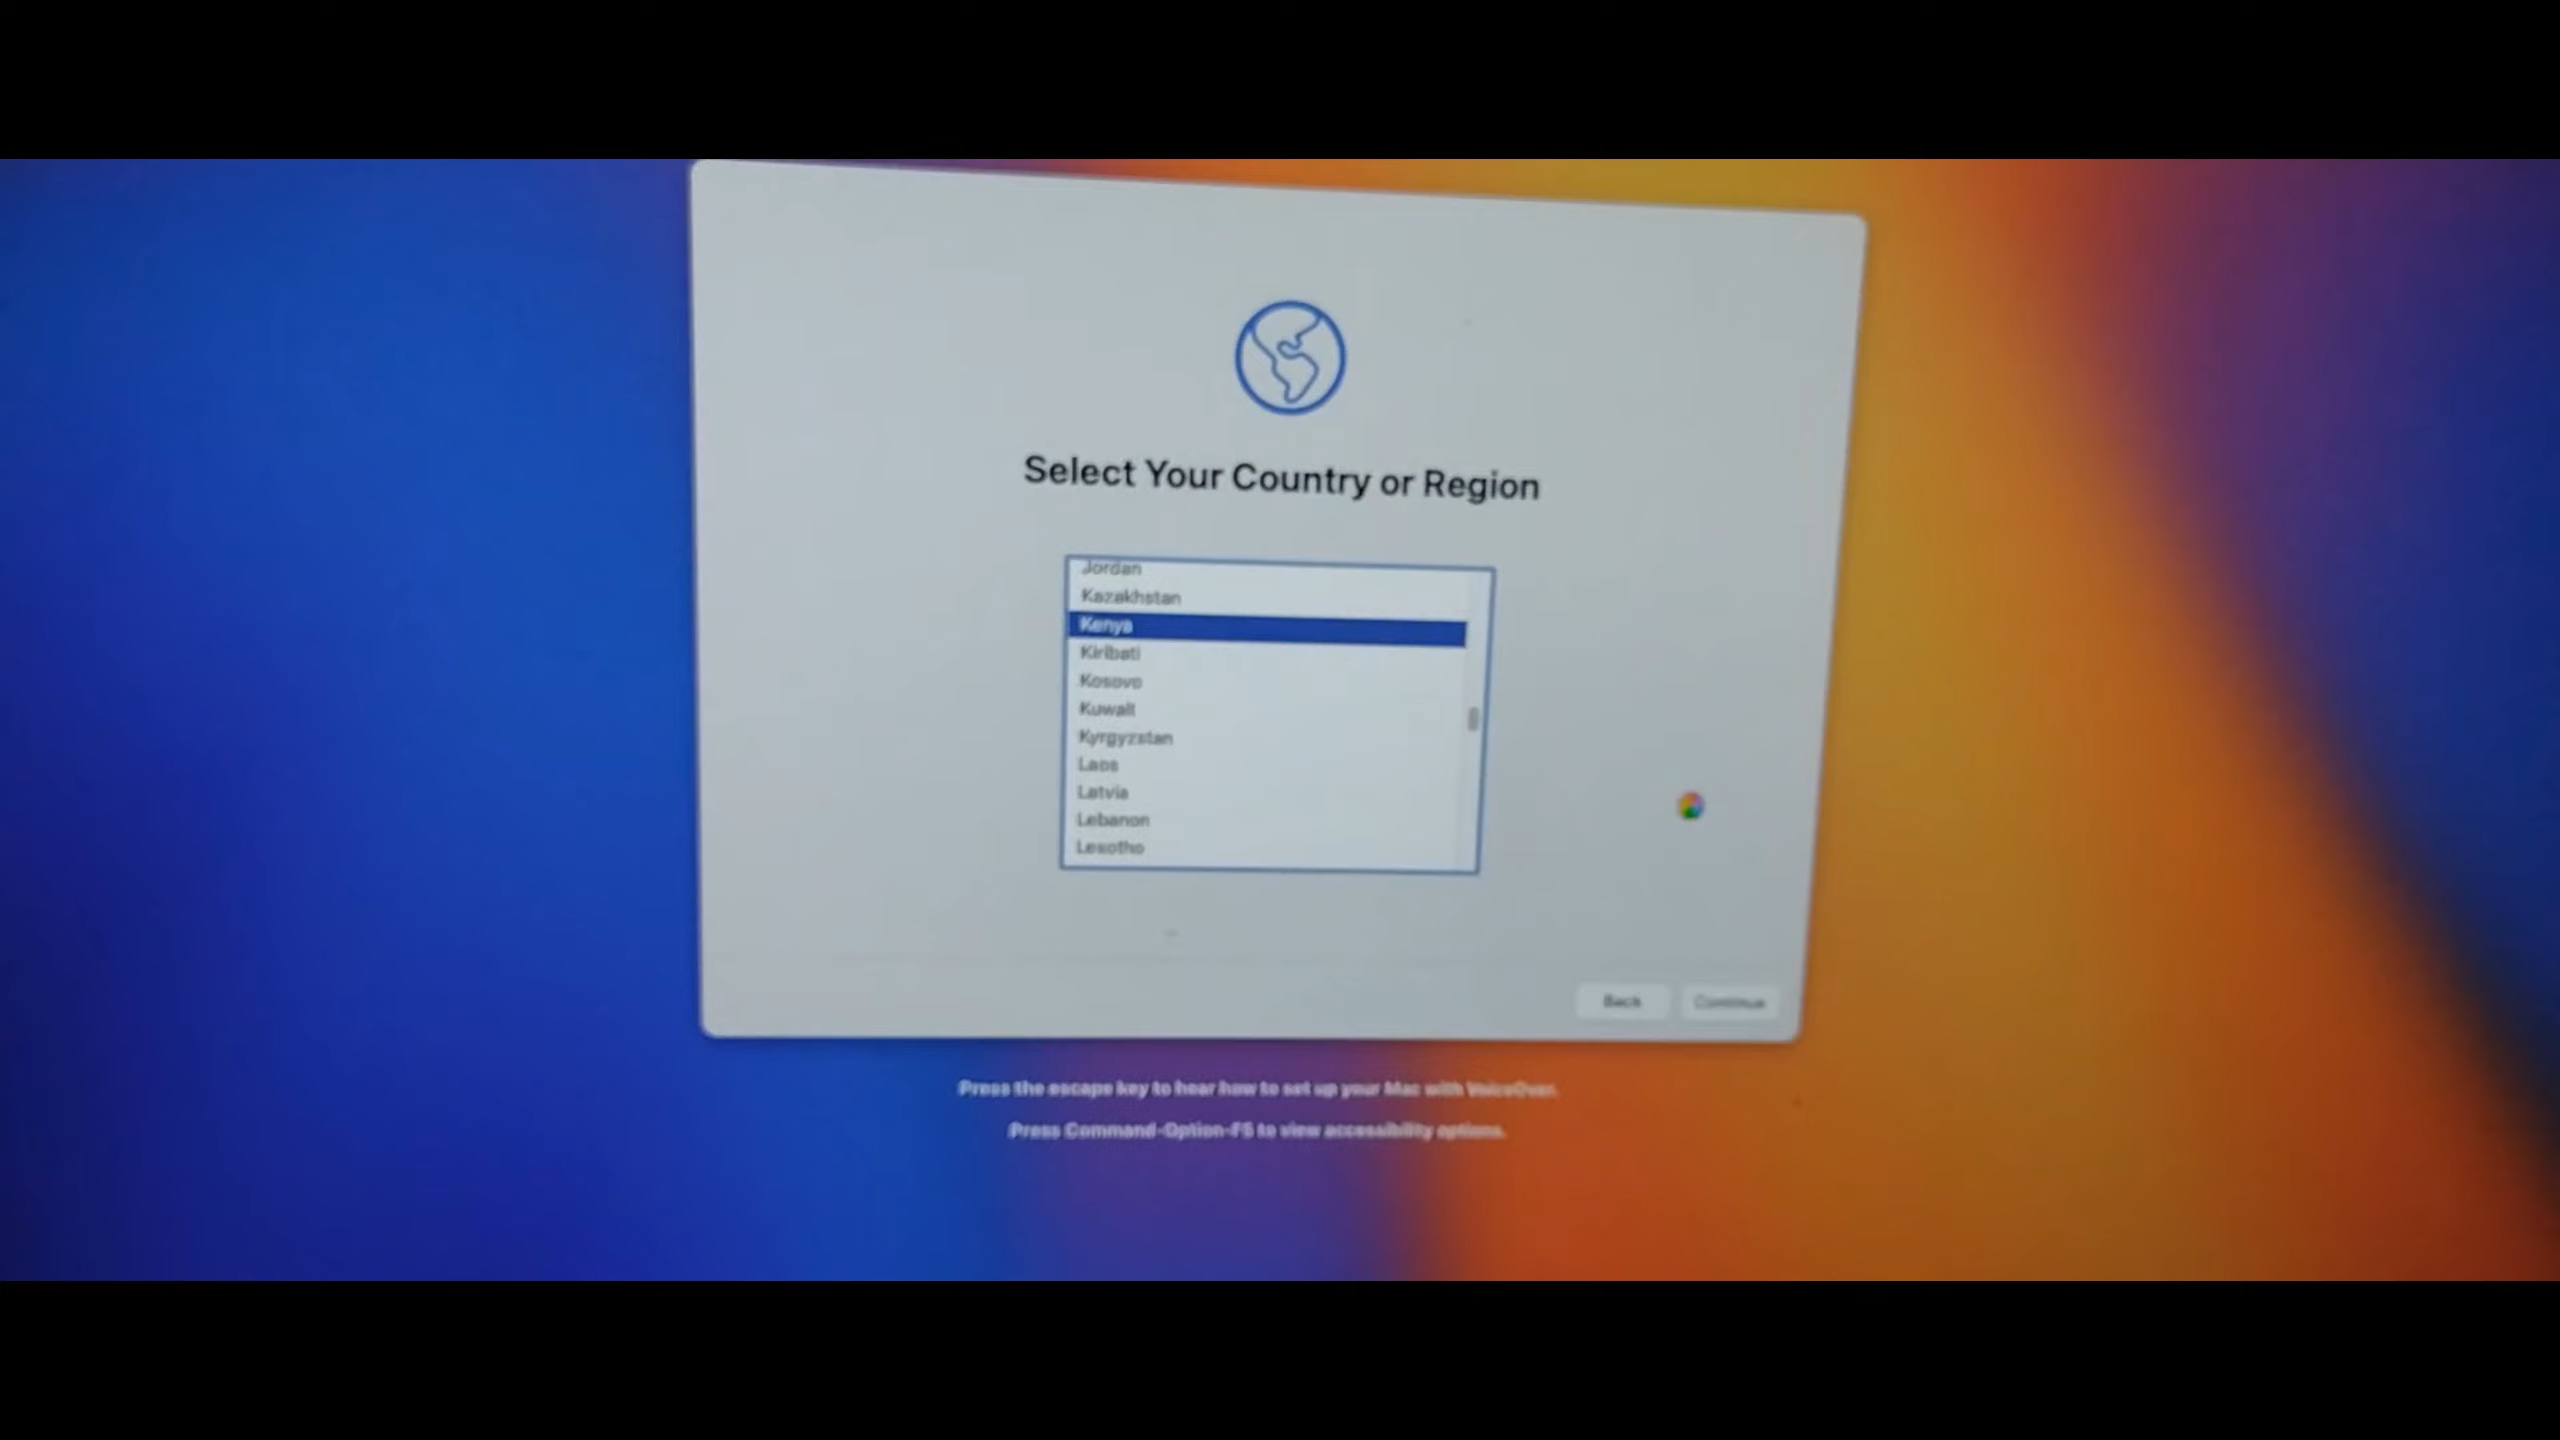 Select Your Country or Region
Jordan
Kazakhstan
Kenya
Kiribati
Kosovo
Kuwait
Kyrgyzstan
Laos
Latvia
Lebanon
Lesotho
Back
Continue
Press the escape key to hear how to set up your Mac with VoiceOver.
Press Command-Option-F5 to view accessibility options.